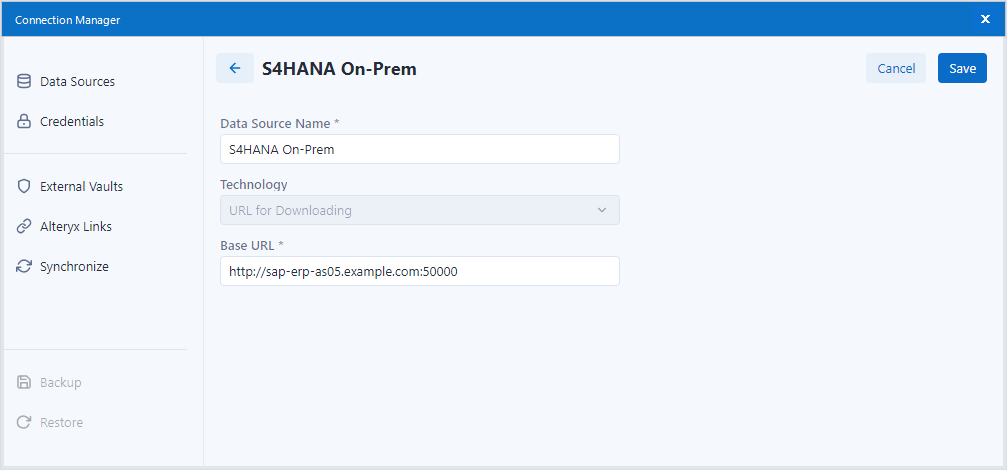 Connection Manager
Data Sources
Credentials
External Vaults
Alteryx Links
Synchronize
Backup
Restore
S4HANA On-Prem
Cancel
Save
Data Source Name *
S4HANA On-Prem
Technology
URL for Downloading
Base URL *
http://sap-erp-as05.example.com:50000